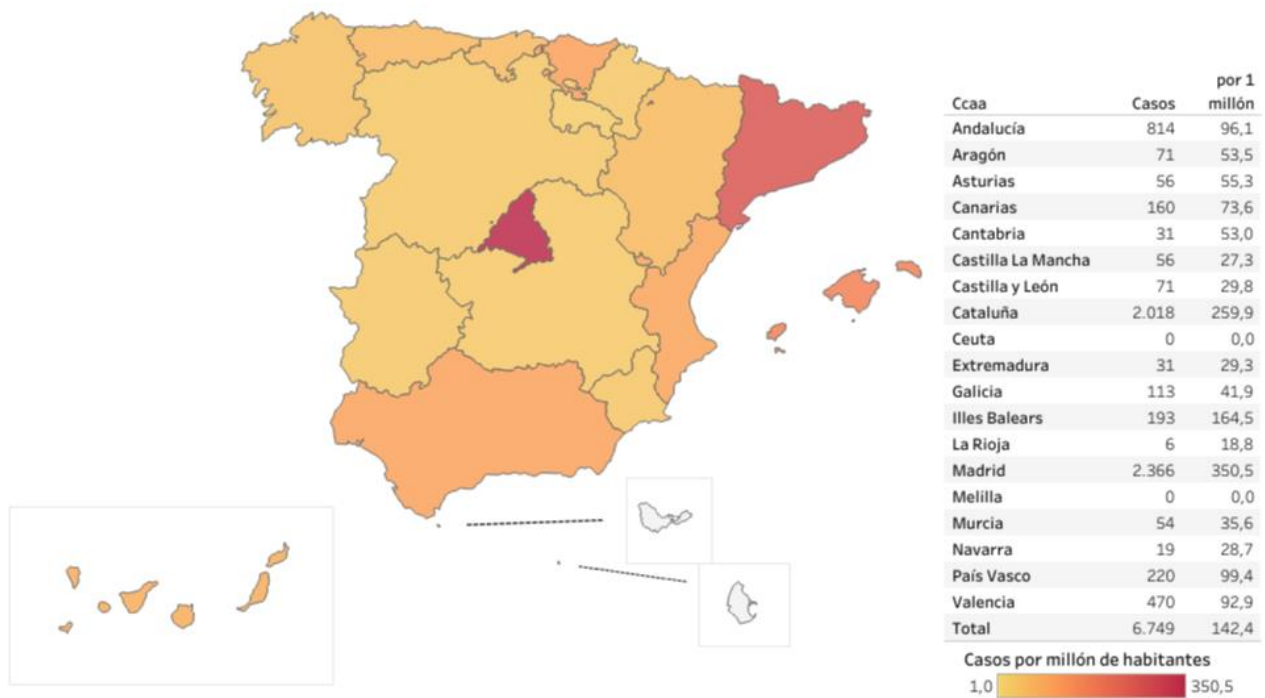 por 1
Ccaa Casos millón
Andalucía 814 96,1
Aragón 71 53,5
Asturias 56 55,3
Canarias 160 73,6
Cantabria 31 53,0
Castilla La Mancha 56 27,3
Castilla y León 71 29,8
Cataluña 2.018 259,9
Ceuta 0 0,0
Extremadura 31 29,3
Galicia 113 41,9
Illes Balears 193 164,5
La Rioja 6 18,8
Madrid 2.366 350,5
Melilla 0 0,0
Murcia 54 35,6
Navarra 19 28,7
País Vasco 220 99,4
Valencia 470 92,9
Total 6.749 142,4
Casos por millón de habitantes
1,0 350,5